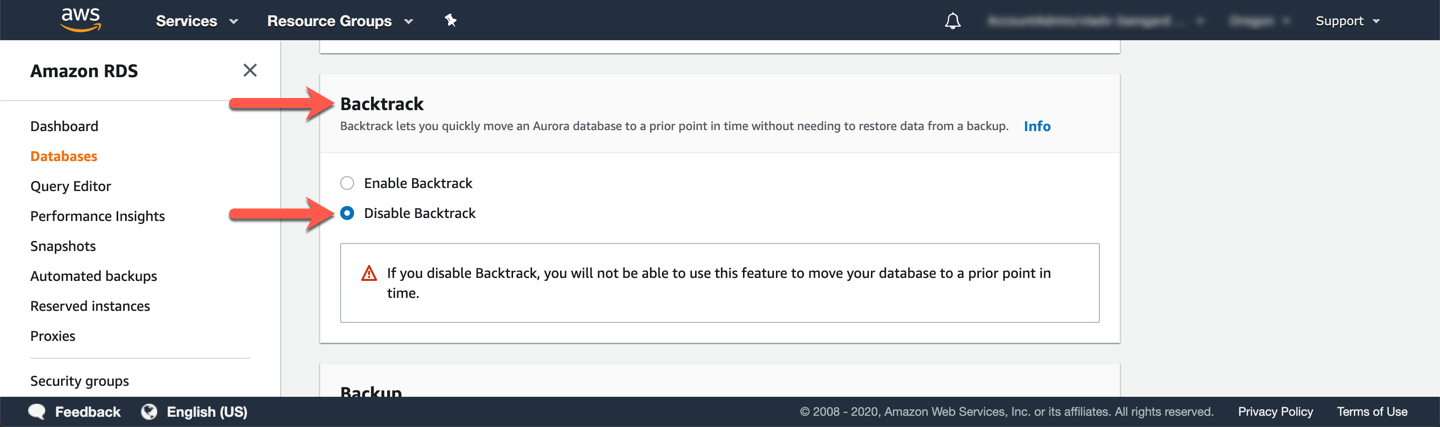 aws Services Resource Groups Support
Amazon RDS
Dashboard
Databases
Query Editor
Performance Insights
Snapshots
Automated backups
Reserved instances
Proxies
Security groups
Backtrack
Backtrack lets you quickly move an Aurora database to a prior point in time without needing to restore data from a backup. Info
Enable Backtrack
Disable Backtrack
If you disable Backtrack, you will not be able to use this feature to move your database to a prior point in
time.
Backup
Feedback English (US) © 2008 - 2020, Amazon Web Services, Inc. or its affiliates. All rights reserved. Privacy Policy Terms of Use